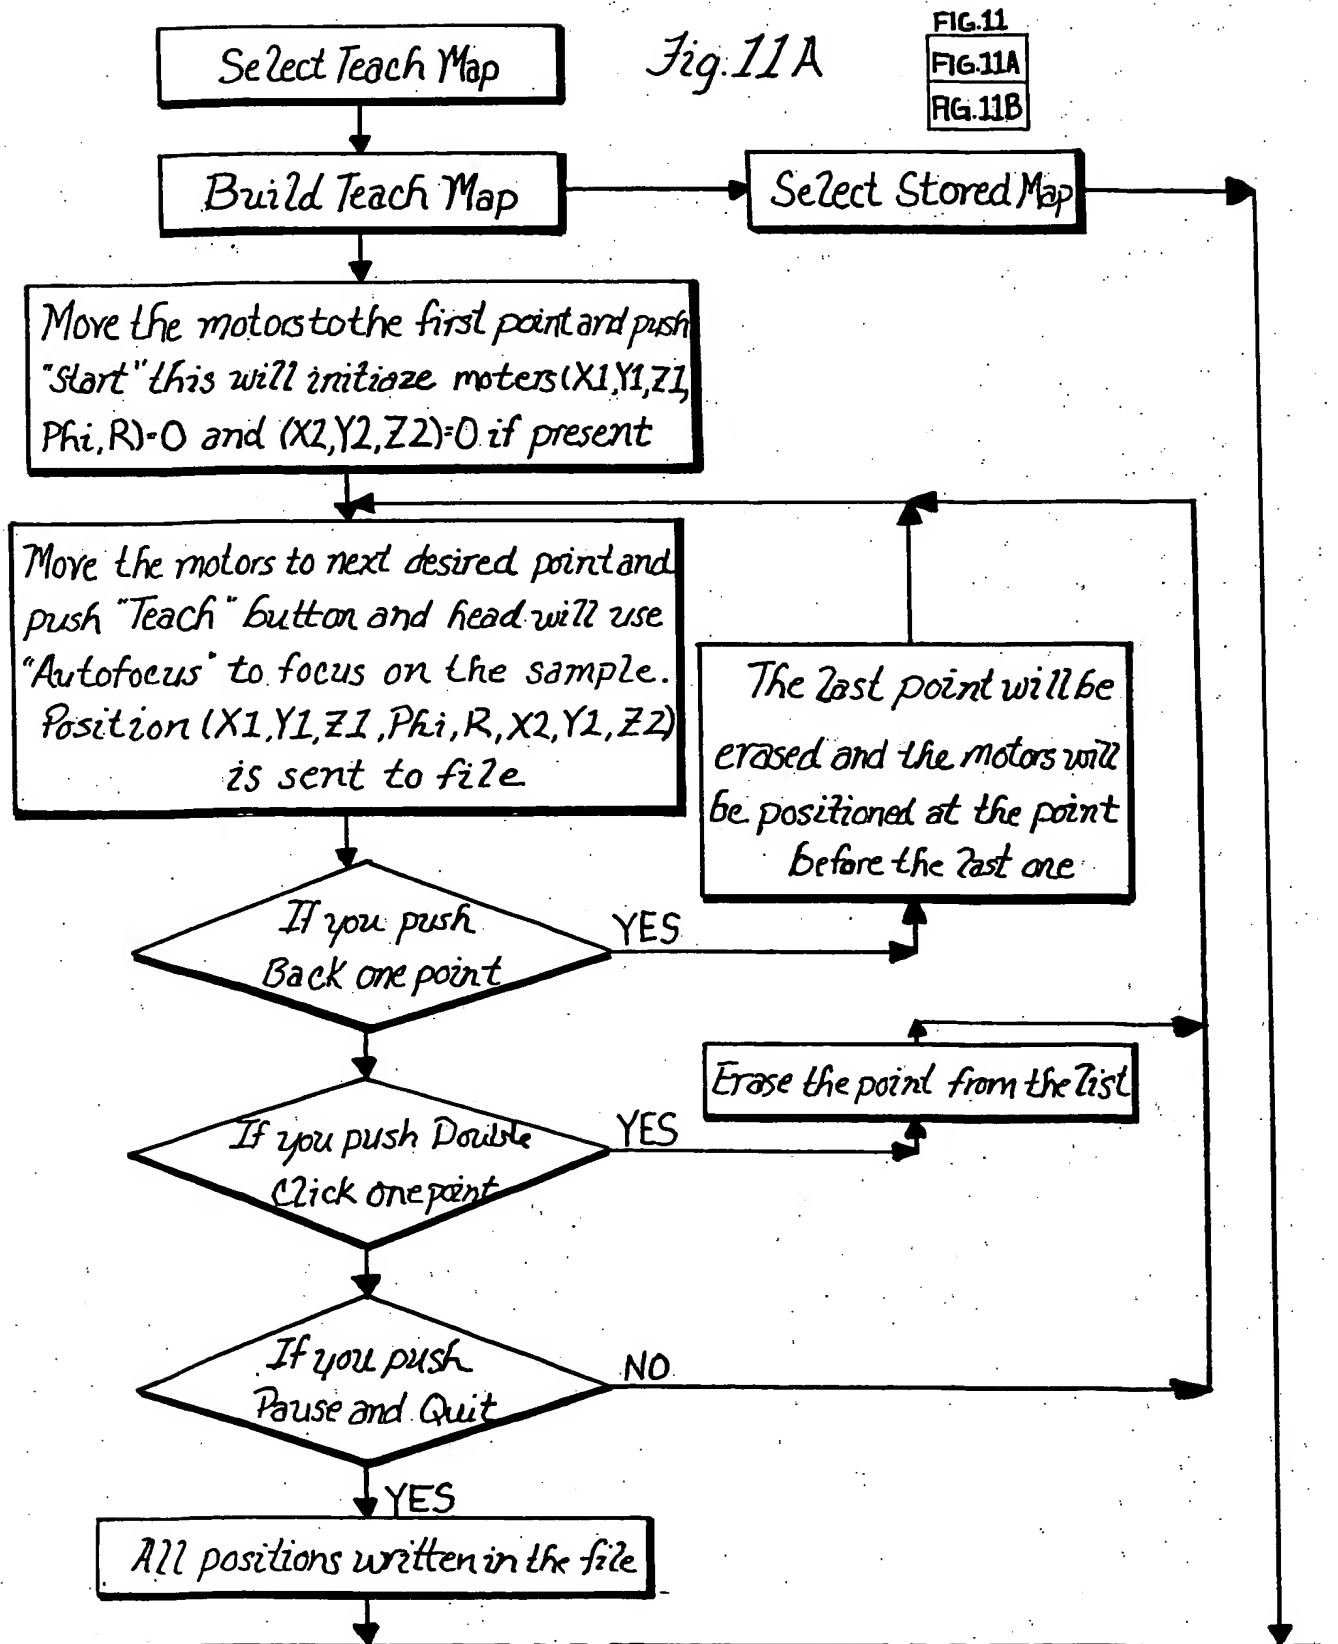 Fig.11A
FIG.11
FIG.11A
FIG.11B
Select Teach Map
Build Teach Map
Select Stored Map
Move the motors to the first point and push
"Start" this will initiaze moters (X1,Y1,Z1,
Phi,R)=0 and (X2,Y2,Z2)=0 if present
Move the motors to next desired point and
push "Teach" button and head will use
"Autofocus" to focus on the sample.
Position (X1,Y1,Z1,Phi,R,X2,Y2,Z2)
is sent to file
The last point will be
erased and the motors will
be positioned at the point
before the last one
If you push
Back one point
YES
Erase the point from the list
If you push Double
Click one point
YES
If you push
Pause and Quit
NO
YES
All positions written in the file